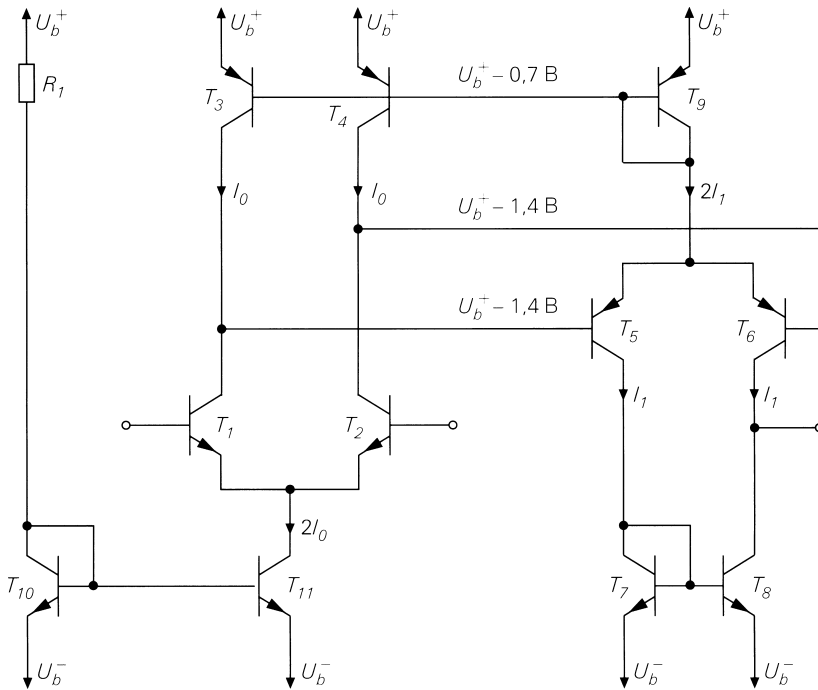 U_b^+ U_b^+ U_b^+ U_b^+
R_1
T_3
T_4
U_b^+ – 0,7 В
T_9
I_0
I_0
U_b^+ – 1,4 В
2I_1
U_b^+ – 1,4 В
T_5
T_6
T_1
T_2
I_1
I_1
2I_0
T_10
T_11
T_7
T_8
U_b^- U_b^- U_b^- U_b^-